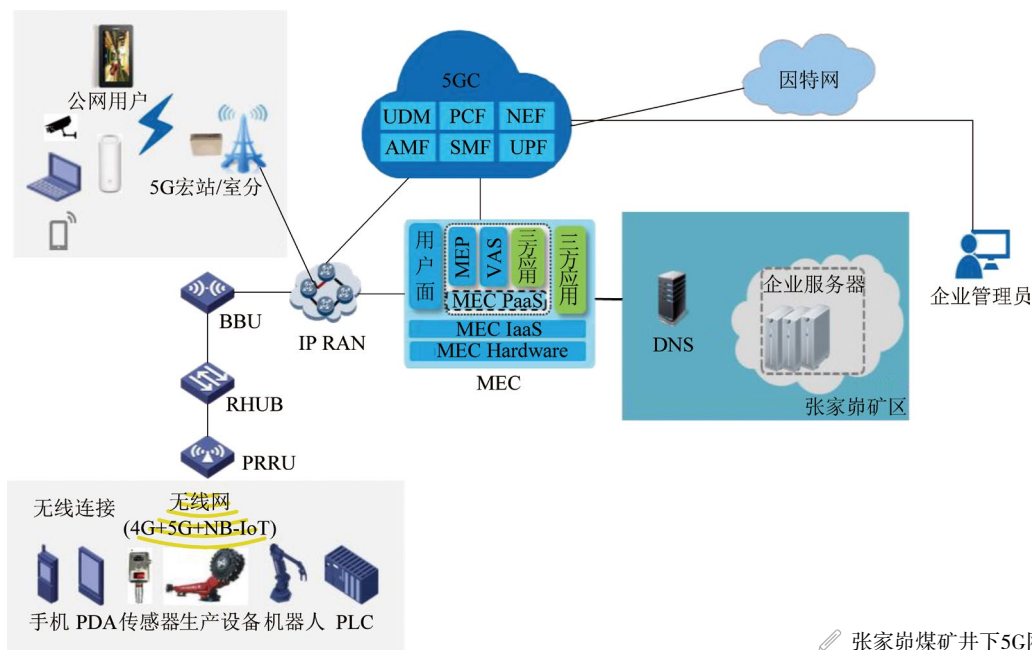 公网用户
5G宏站/室分
5GC
UDM PCF NEF
AMF SMF UPF
因特网
企业管理员
用户面
MEP
VAS
三方应用
三方应用
MEC PaaS
MEC IaaS
MEC Hardware
MEC
DNS
企业服务器
张家峁矿区
IP RAN
BBU
RHUB
PRRU
无线连接
无线网
(4G+5G+NB-IoT)
手机 PDA 传感器 生产设备 机器人 PLC
张家峁煤矿井下5G